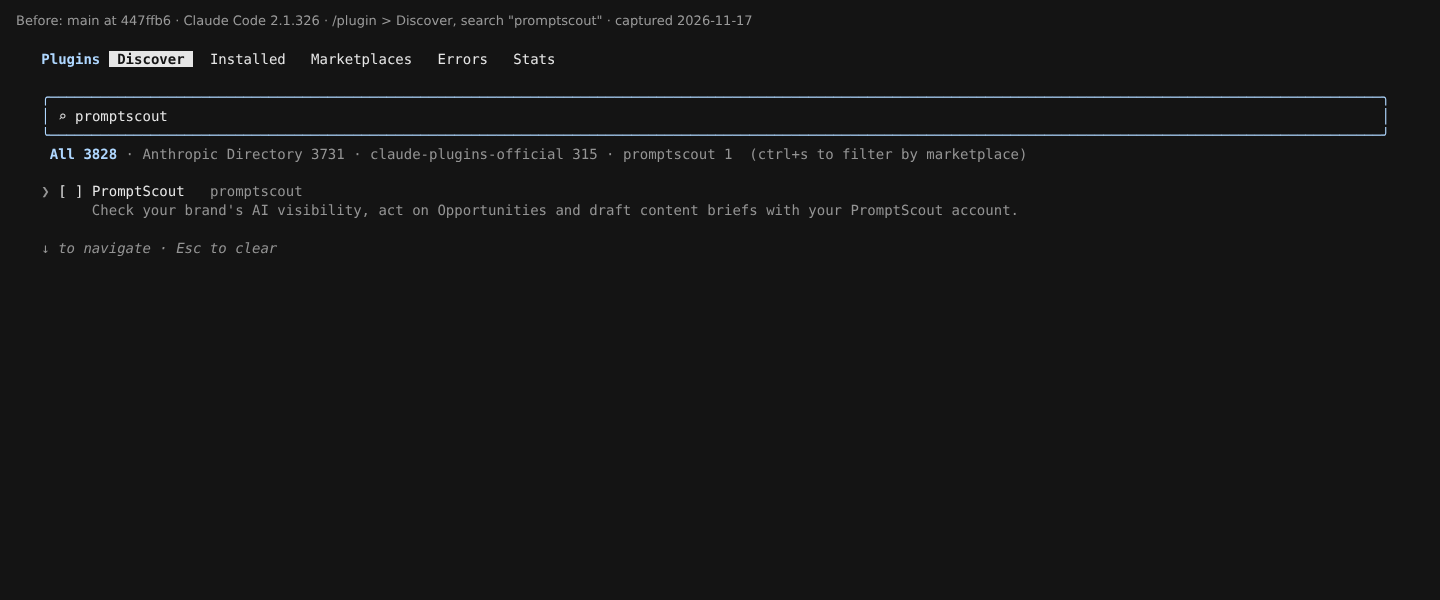 Before: main at 447ffb6 · Claude Code 2.1.326 · /plugin > Discover, search "promptscout" · captured 2026-11-17
Plugins Discover Installed Marketplaces Errors Stats
⌕ promptscout
All 3828 · Anthropic Directory 3731 · claude-plugins-official 315 · promptscout 1 (ctrl+s to filter by marketplace)
❯ [ ] PromptScout promptscout
Check your brand's AI visibility, act on Opportunities and draft content briefs with your PromptScout account.
↓ to navigate · Esc to clear